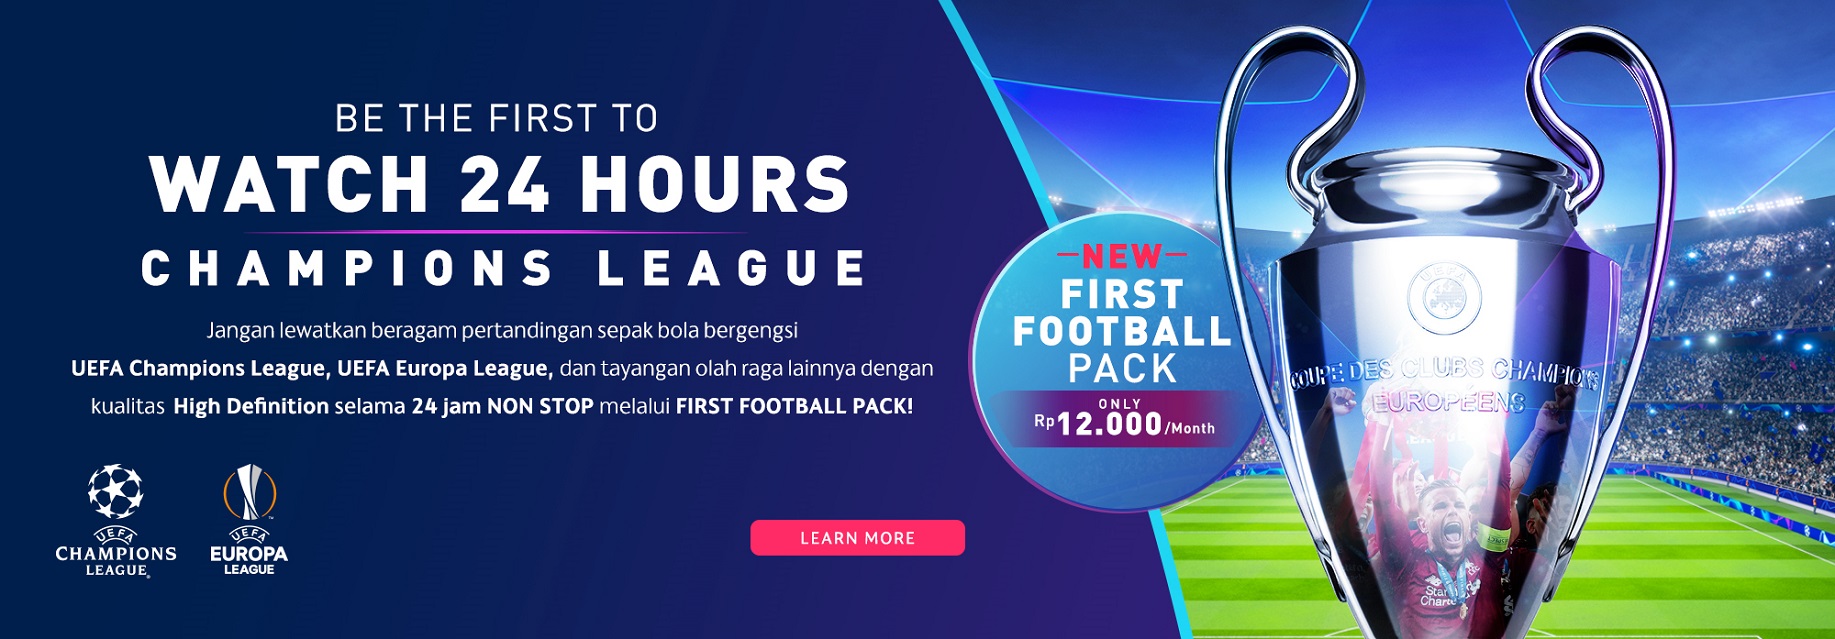 BE THE FIRST TO
WATCH 24 HOURS
CHAMPIONS LEAGUE
Jangan lewatkan beragam pertandingan sepak bola bergengsi
UEFA Champions League, UEFA Europa League, dan tayangan olah raga lainnya dengan
kualitas High Definition selama 24 jam NON STOP melalui FIRST FOOTBALL PACK!
UEFA
CHAMPIONS
LEAGUE®
UEFA
EUROPA
LEAGUE
LEARN MORE
NEW
FIRST
FOOTBALL
PACK
ONLY
Rp12.000/Month
UEFA
COUPE DES CLUBS CHAMPIONS
EUROPÉENS
Standard
Chartered